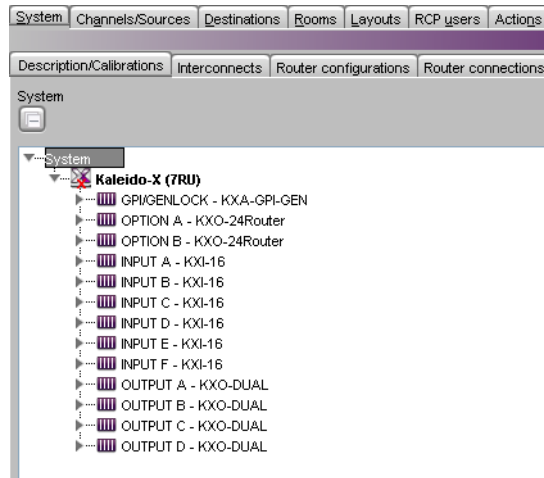 System Channels/Sources Destinations Rooms Layouts RCP users Actions
Description/Calibrations Interconnects Router configurations Router connections
System
System
Kaleido-X (7RU)
GPI/GENLOCK - KXA-GPI-GEN
OPTION A - KXO-24Router
OPTION B - KXO-24Router
INPUT A - KXI-16
INPUT B - KXI-16
INPUT C - KXI-16
INPUT D - KXI-16
INPUT E - KXI-16
INPUT F - KXI-16
OUTPUT A - KXO-DUAL
OUTPUT B - KXO-DUAL
OUTPUT C - KXO-DUAL
OUTPUT D - KXO-DUAL